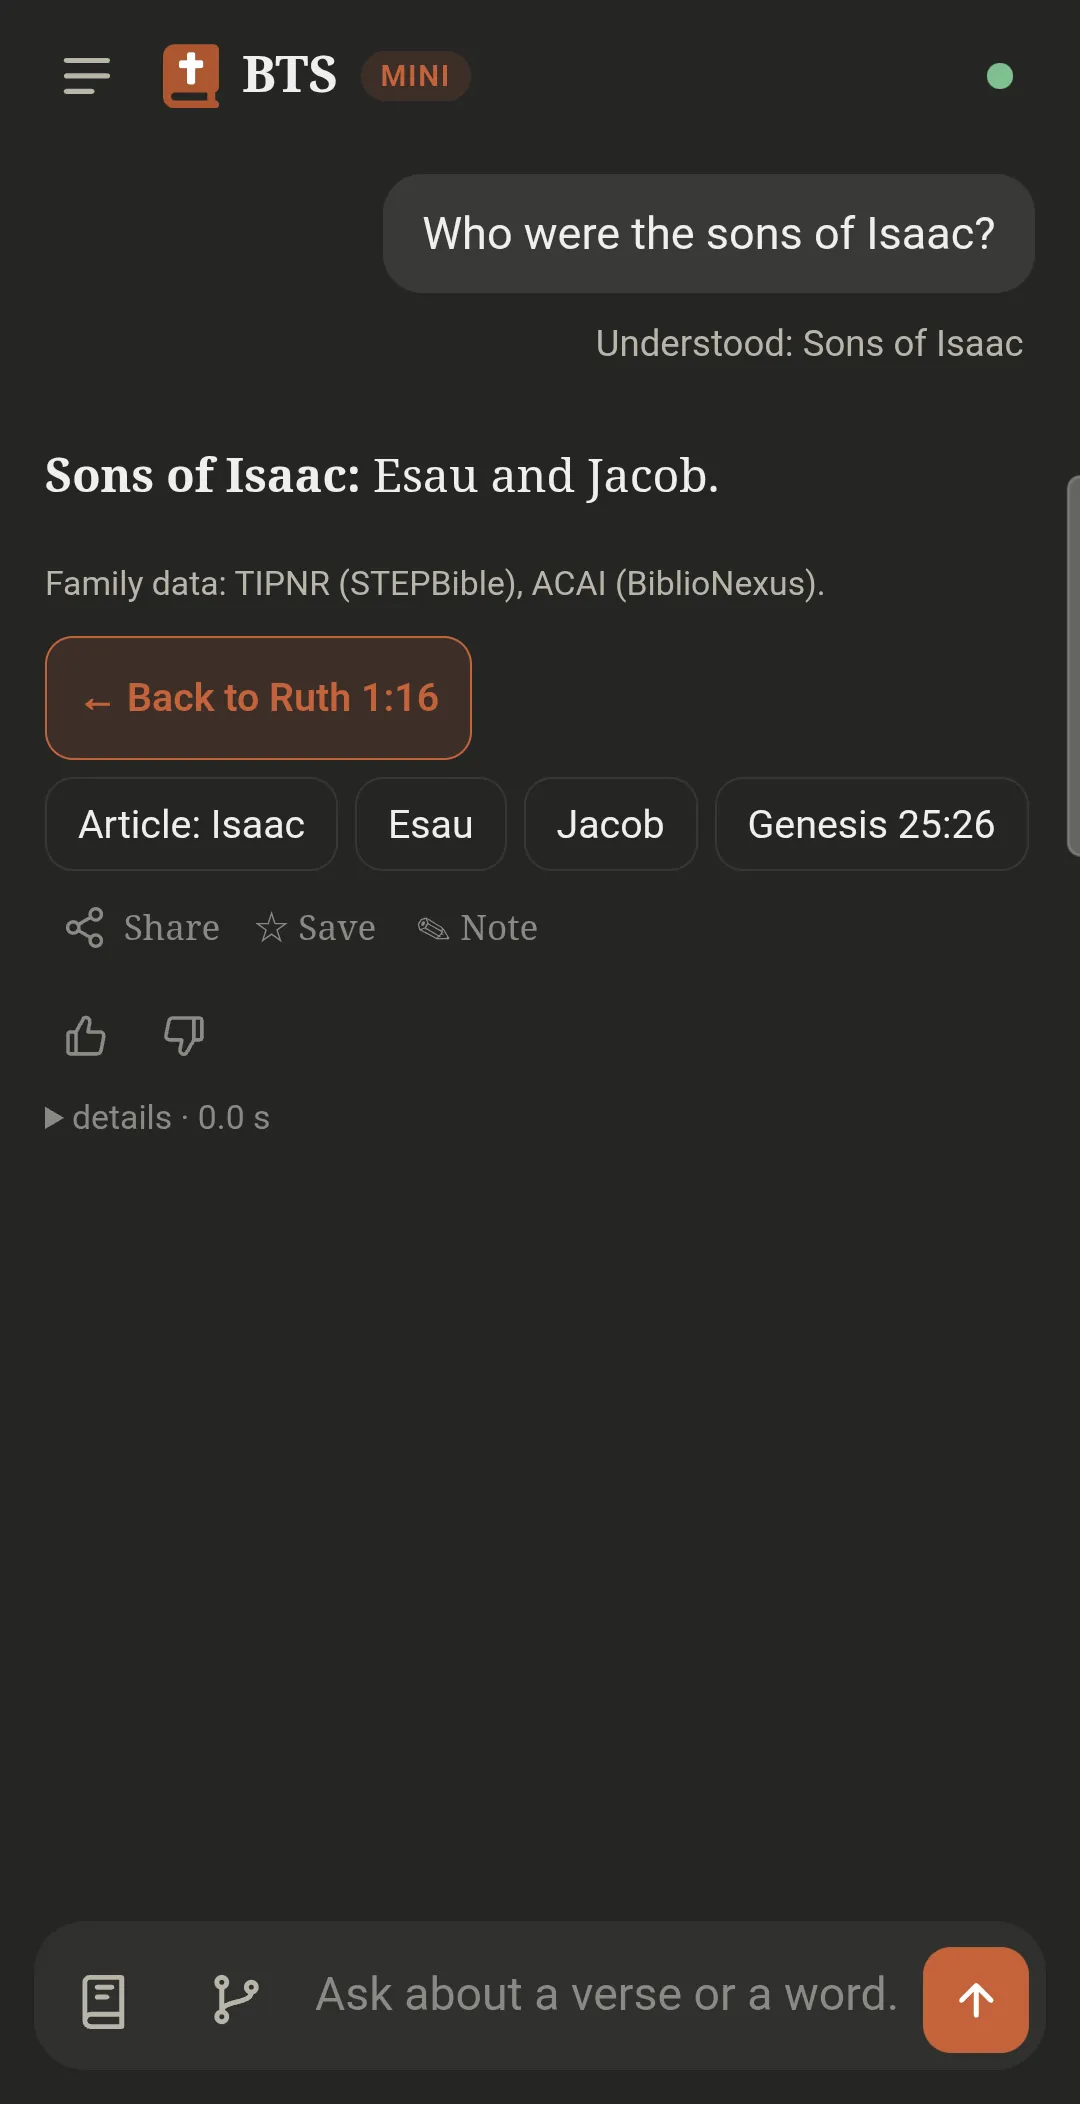 BTS MINI
Who were the sons of Isaac?
Understood: Sons of Isaac
Sons of Isaac: Esau and Jacob.
Family data: TIPNR (STEPBible), ACAI (BiblioNexus).
← Back to Ruth 1:16
Article: Isaac Esau Jacob Genesis 25:26
Share ☆ Save ✎ Note
▶ details · 0.0 s
Ask about a verse or a word.